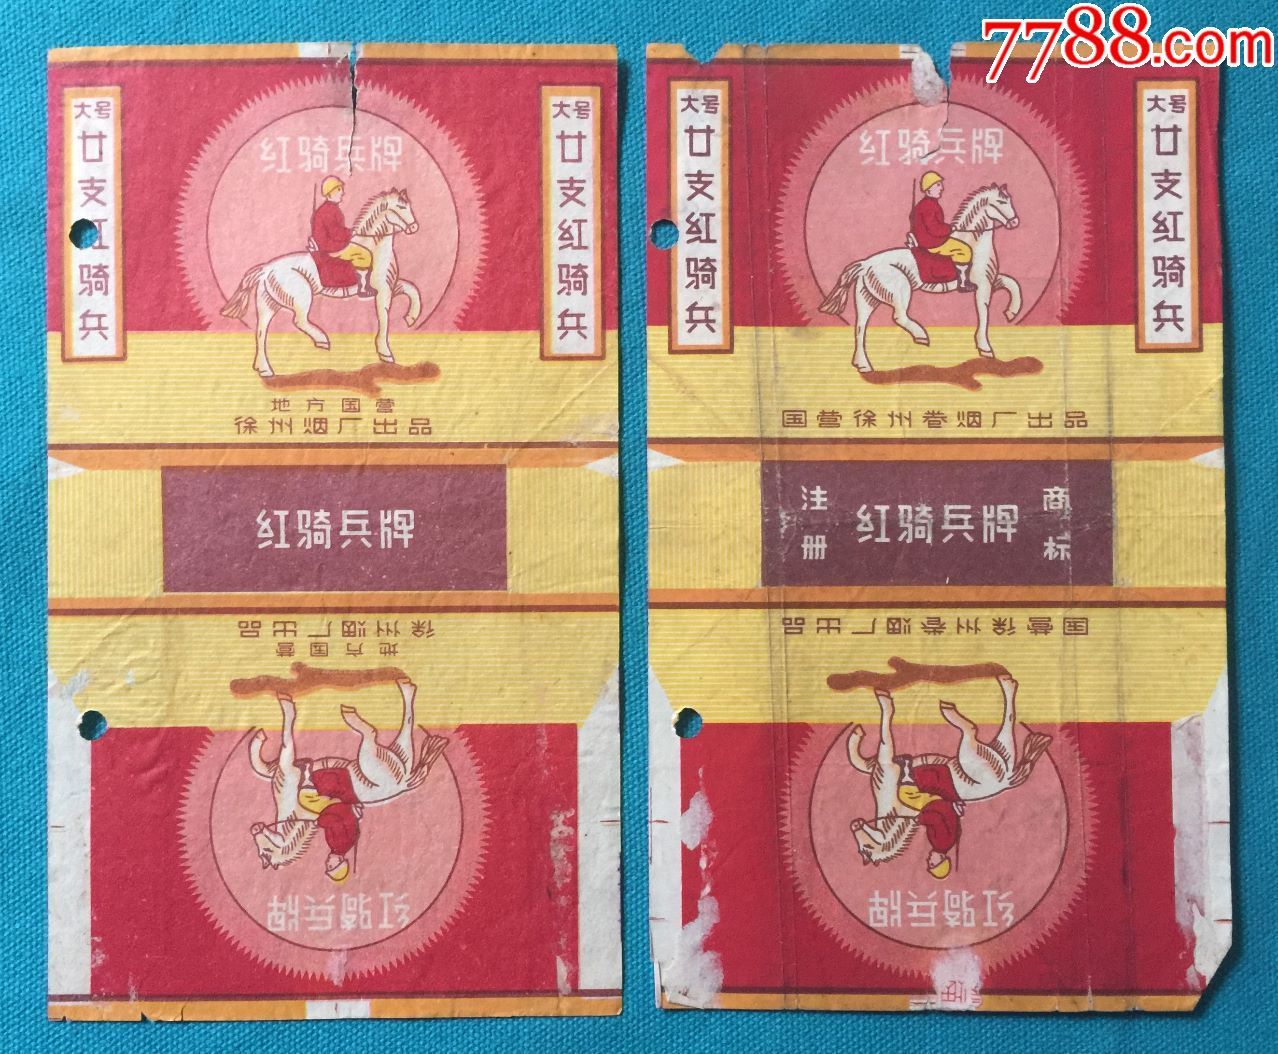 7788.com
大号
廿支红骑兵
红骑兵牌
大号
廿支红骑兵
地方国营
徐州烟厂出品
红骑兵牌
徐州烟厂出品
地方国营
红骑兵牌
大号
廿支红骑兵
红骑兵牌
大号
廿支红骑兵
国营徐州卷烟厂出品
注册
红骑兵牌
商标
国营徐州卷烟厂出品
红骑兵牌